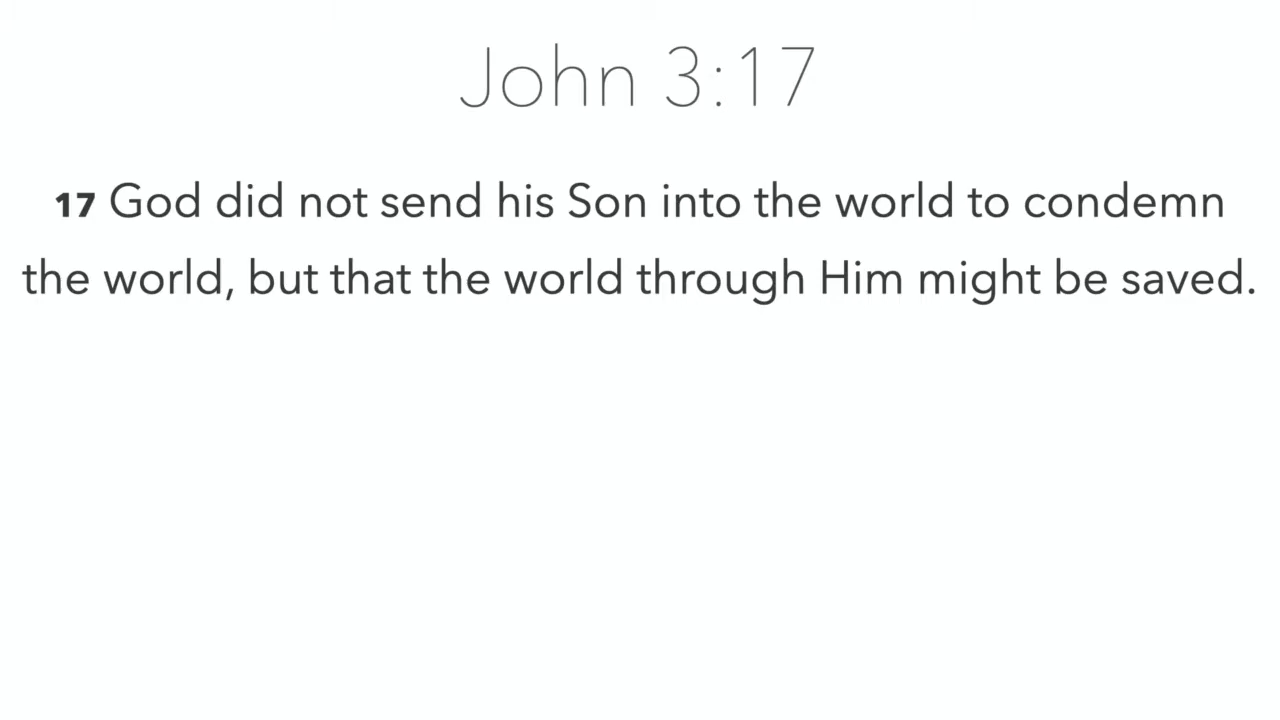 John 3:17
17 God did not send his Son into the world to condemn
the world, but that the world through Him might be saved.